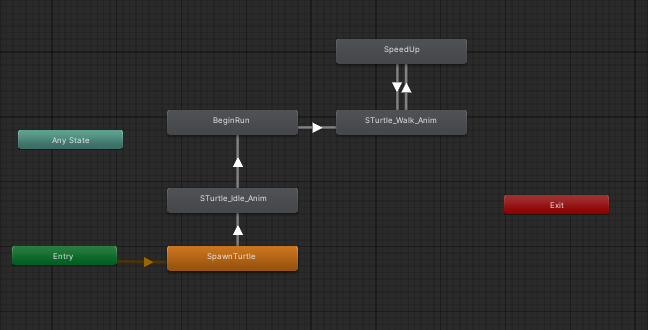 SpeedUp
BeginRun
STurtle_Walk_Anim
Any State
STurtle_Idle_Anim
Exit
Entry
SpawnTurtle